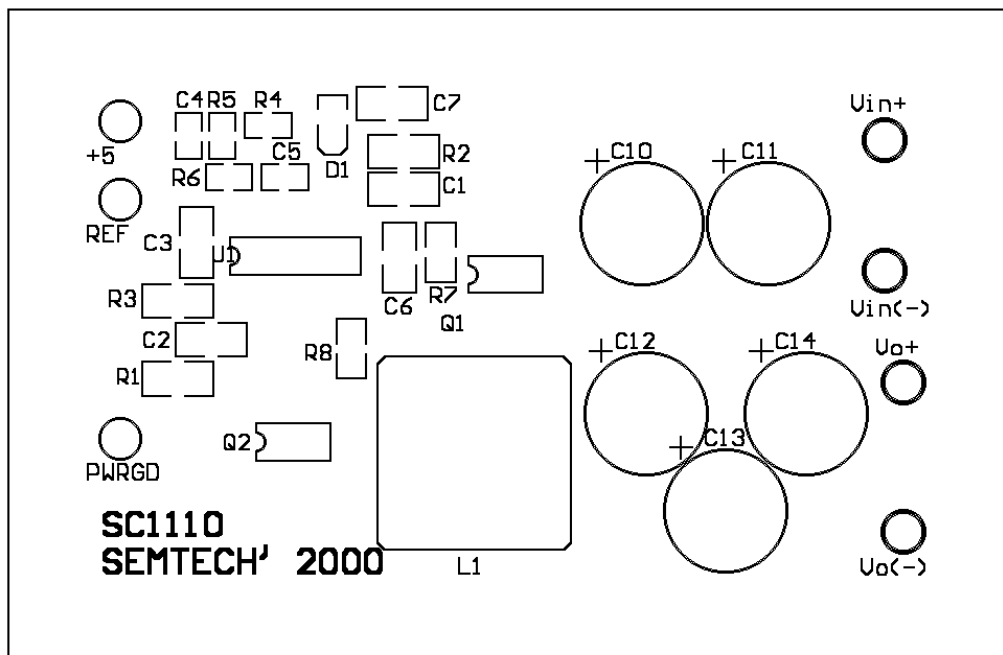 C4 R5 R4 C7
+5
C5 D1 R2
R6 C1
REF
C3 U1
R3 C6 R7
Q1
C2 R8
R1
Q2
PWRGD
SC1110
SEMTECH' 2000
L1
C10 C11
Vin+
Vin(-)
C12 C14
Vo+
C13
Vo(-)